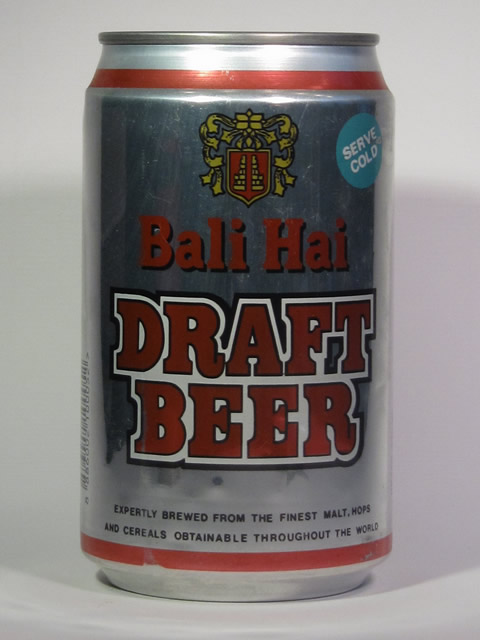 SERVE
COLD
Bali Hai
DRAFT
BEER
EXPERTLY BREWED FROM THE FINEST MALT, HOPS
AND CEREALS OBTAINABLE THROUGHOUT THE WORLD